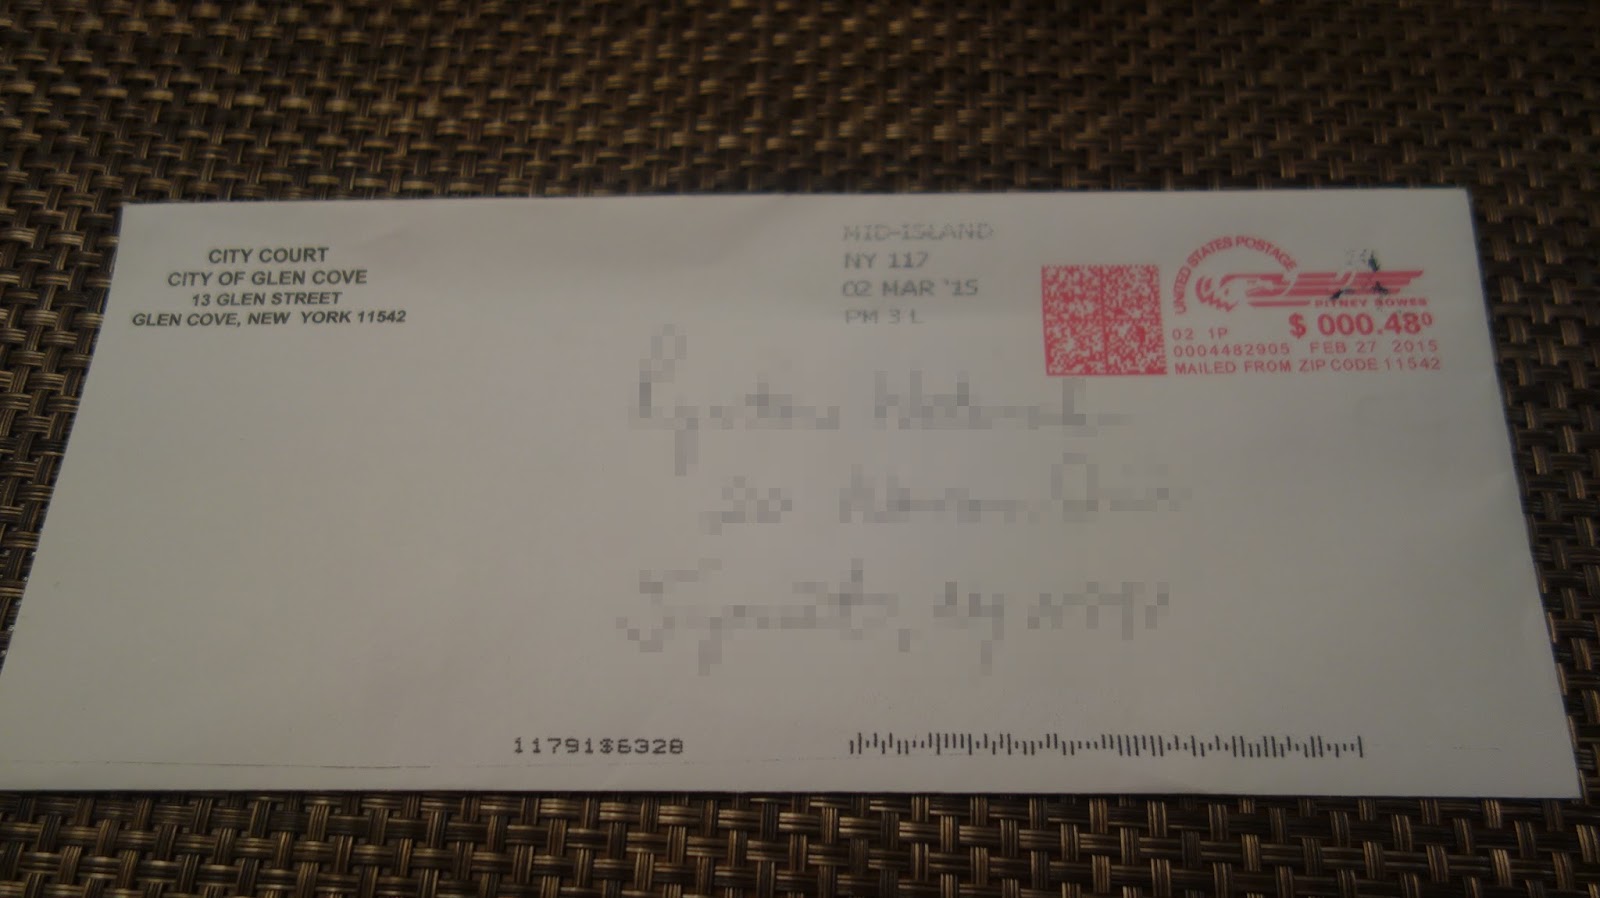 CITY COURT
CITY OF GLEN COVE
13 GLEN STREET
GLEN COVE, NEW YORK 11542
MID-ISLAND
NY 117
02 MAR '15
PM 3 L
UNITED STATES POSTAGE
PITNEY BOWES
$ 000.48⁰
02 1P
0004482905 FEB 27 2015
MAILED FROM ZIP CODE 11542
11791$6328